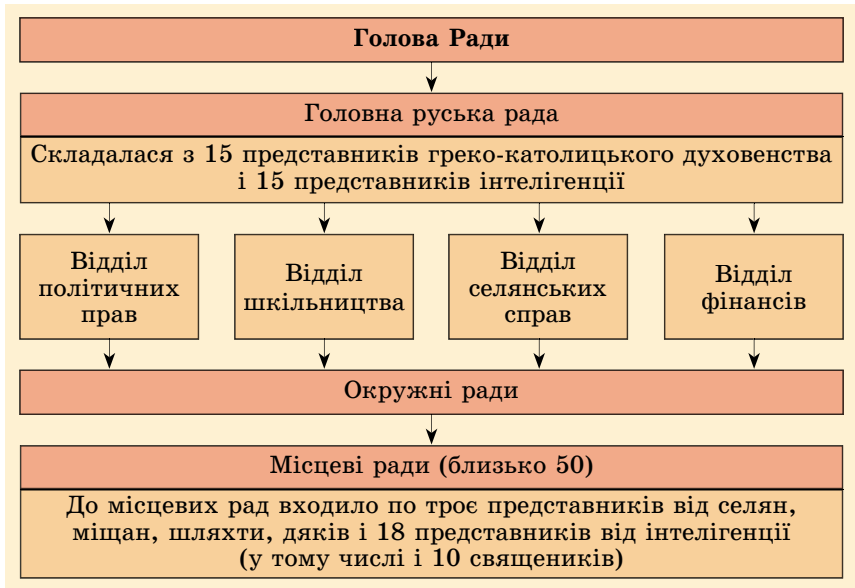 Голова Ради
Головна руська рада
Складалася з 15 представників греко-католицького духовенства
і 15 представників інтелігенції
Відділ
політичних
прав
Відділ
шкільництва
Відділ
селянських
справ
Відділ
фінансів
Окружні ради
Місцеві ради (близько 50)
До місцевих рад входило по троє представників від селян,
міщан, шляхти, дяків і 18 представників від інтелігенції
(у тому числі і 10 священиків)